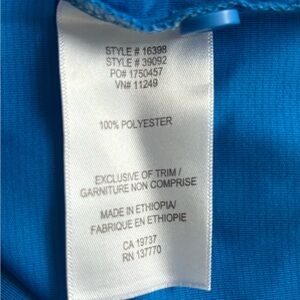 STYLE # 16398
STYLE # 39092
PO# 1750457
VN# 11249
100% POLYESTER
EXCLUSIVE OF TRIM/
GARNITURE NON COMPRISE
MADE IN ETHIOPIA/
FABRIQUE EN ETHIOPIE
CA 19737
RN 137770